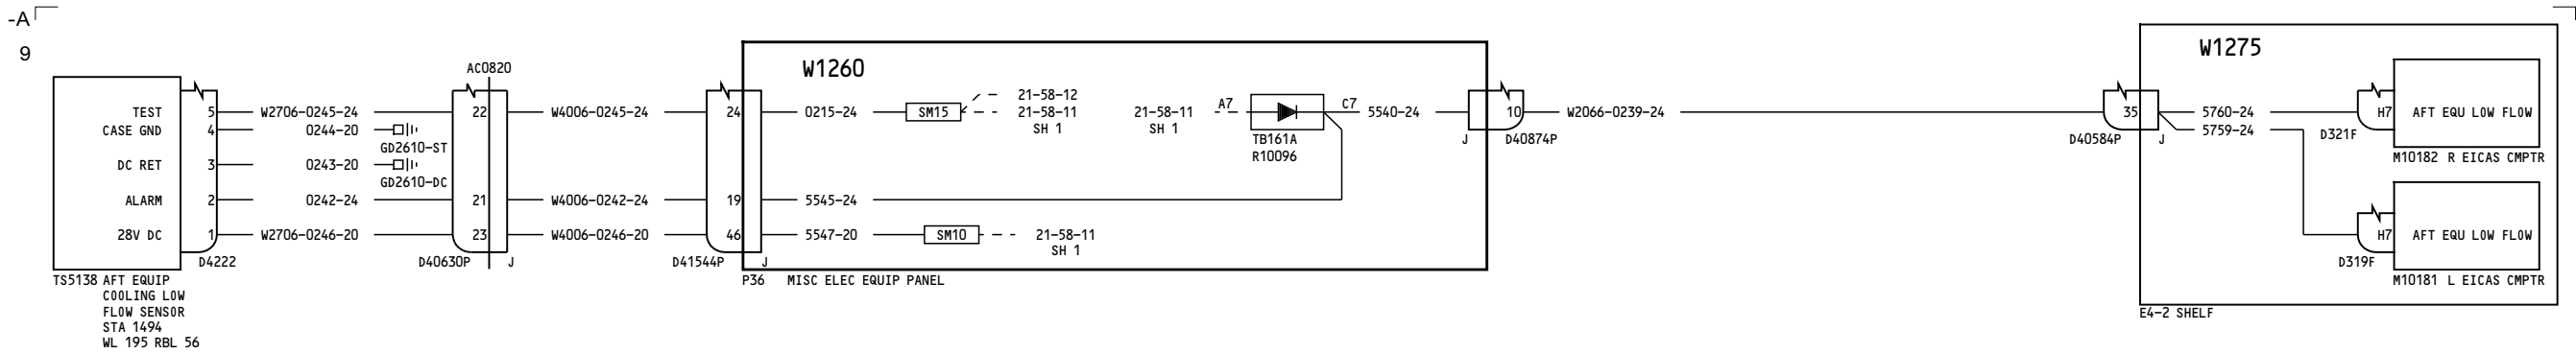 -A
9
AC0820
W1260
W1275
TEST 5 W2706-0245-24 22 W4006-0245-24 24 0215-24 SM15 21-58-12
21-58-11
SH 1
21-58-11
SH 1
A7 C7 5540-24 10 W2066-0239-24 35 5760-24 H7 AFT EQU LOW FLOW
TB161A
R10096
J D40874P
D40584P J
5759-24
D321F
M10182 R EICAS CMPTR
CASE GND 4 0244-20
GD2610-ST
DC RET 3 0243-20
GD2610-DC
ALARM 2 0242-24 21 W4006-0242-24 19 5545-24
28V DC 1 W2706-0246-20 23 W4006-0246-20 46 5547-20 SM10 21-58-11
SH 1
H7 AFT EQU LOW FLOW
D319F
M10181 L EICAS CMPTR
D4222
D40630P J
D41544P J
TS5138 AFT EQUIP
COOLING LOW
FLOW SENSOR
STA 1494
WL 195 RBL 56
P36 MISC ELEC EQUIP PANEL
E4-2 SHELF